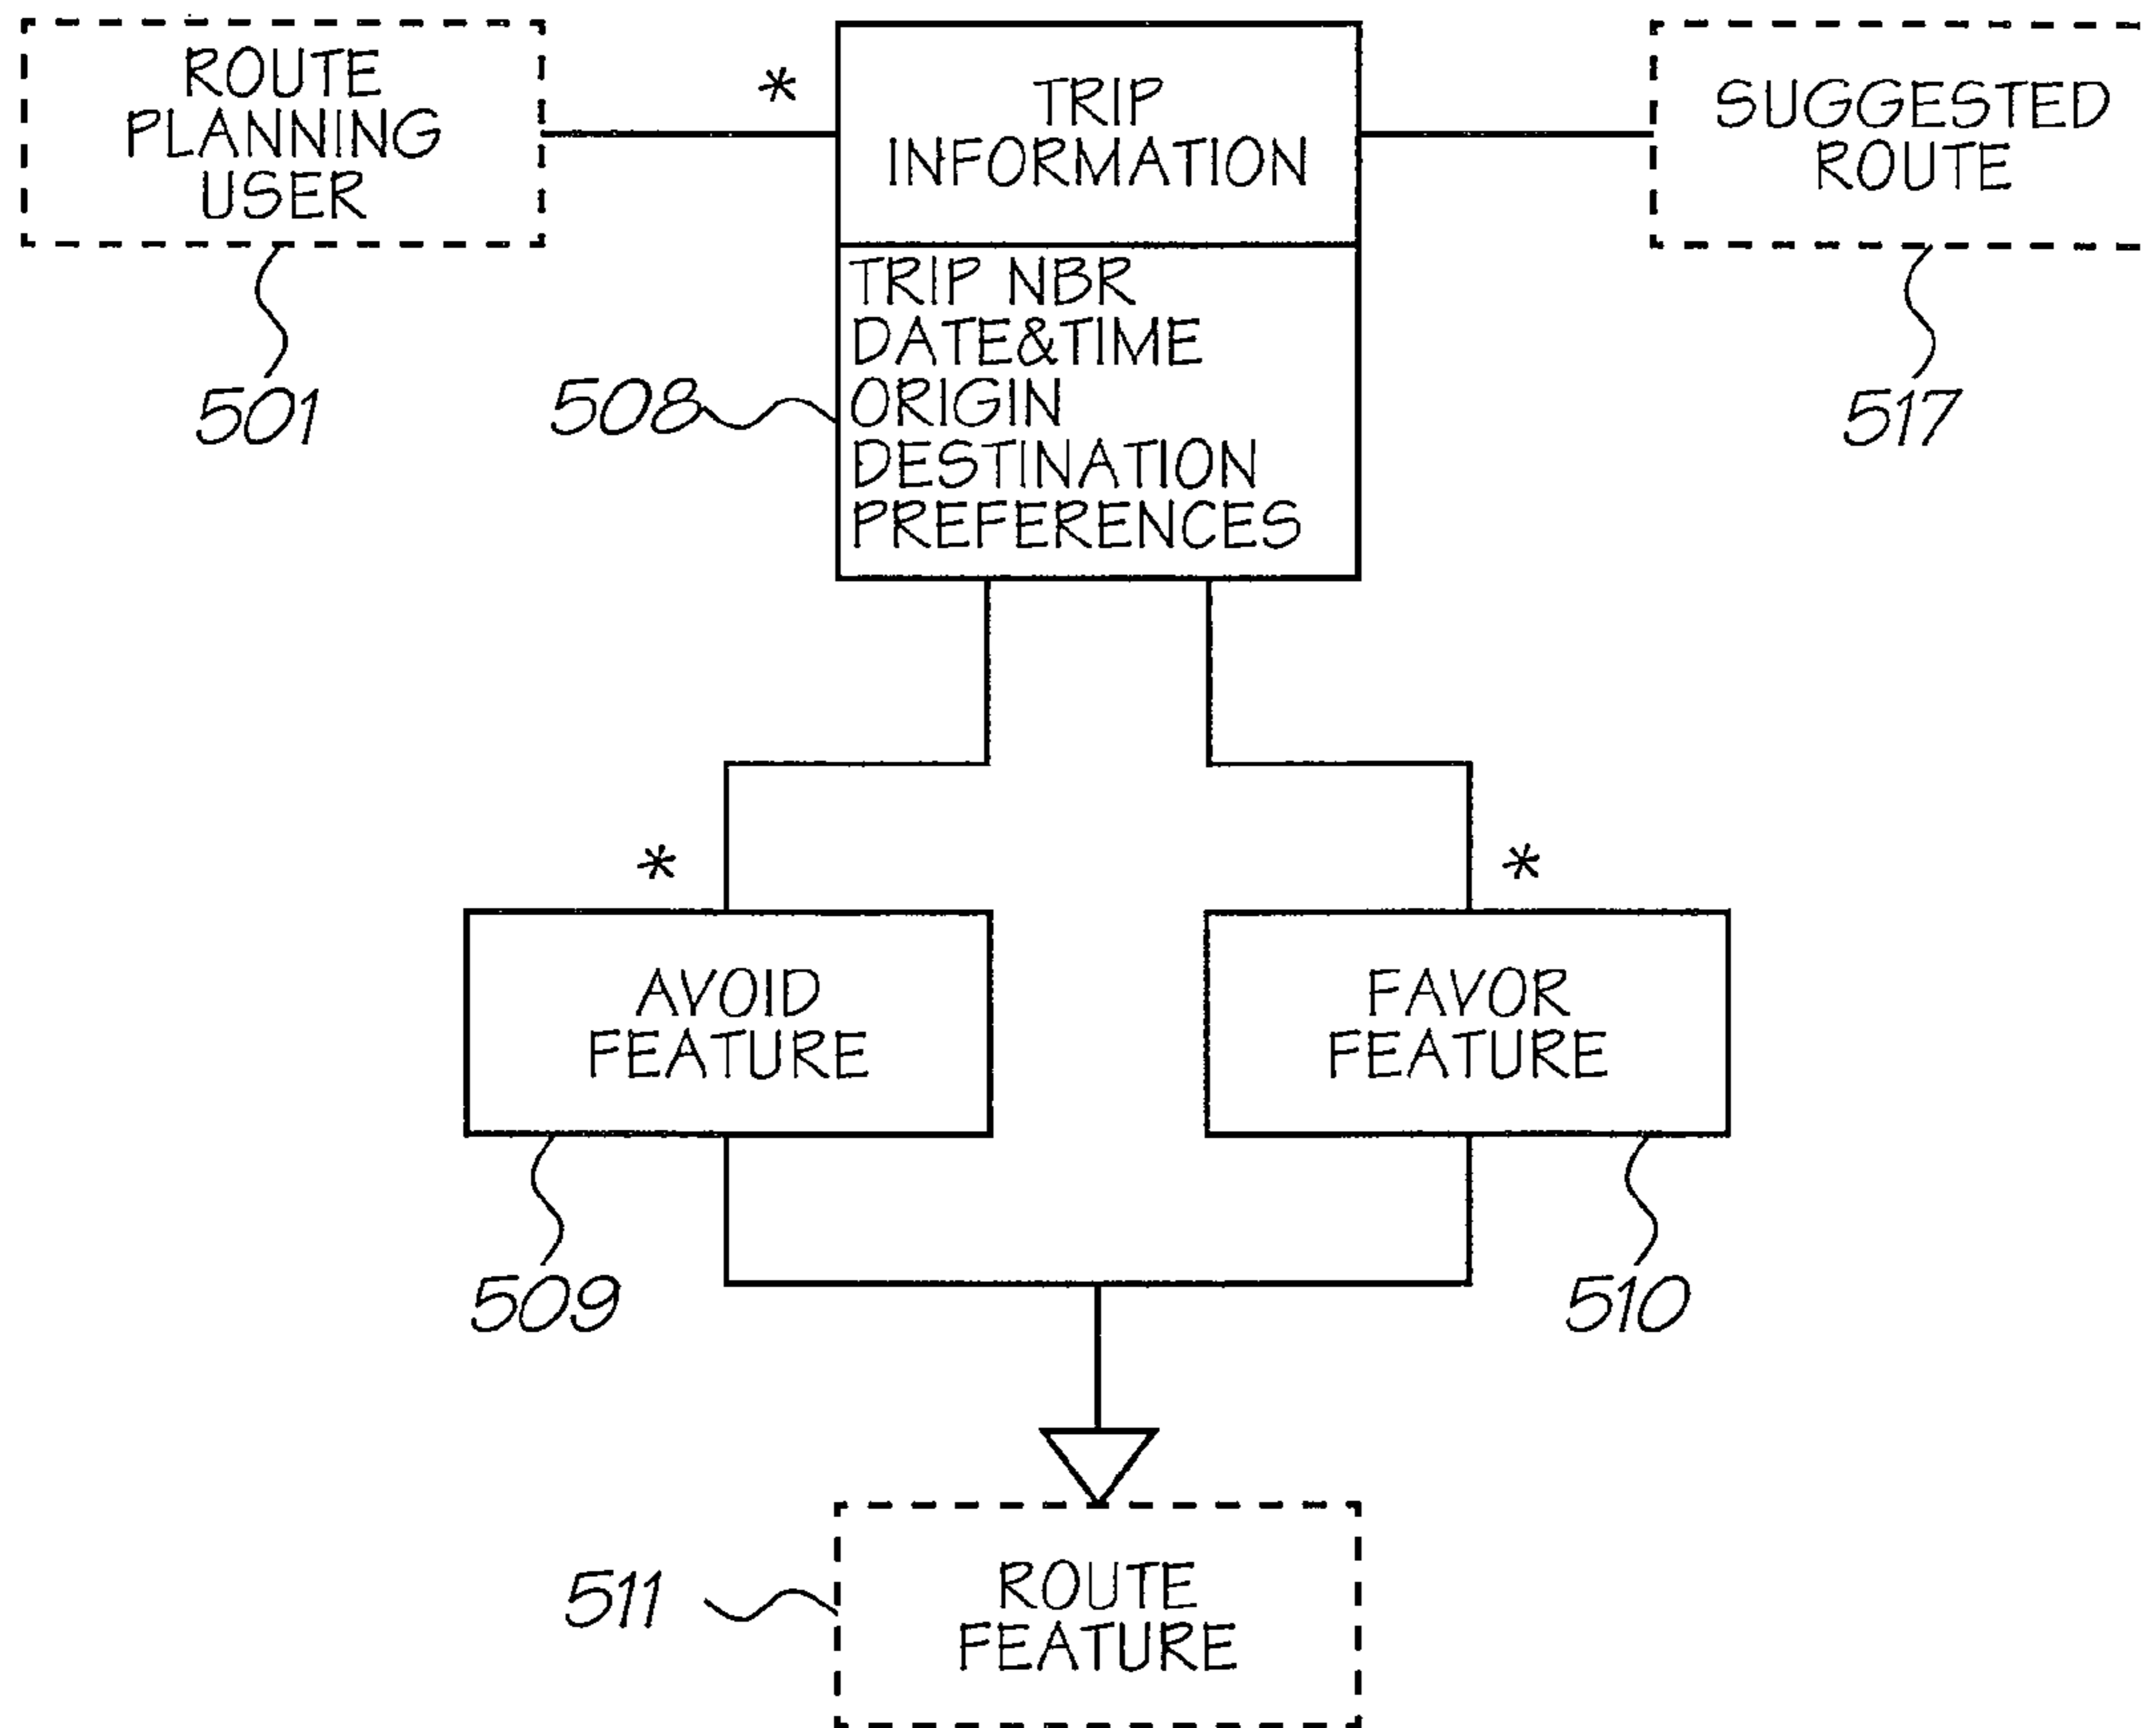 ROUTE
PLANNING
USER
501
*
TRIP
INFORMATION
TRIP NBR
DATE&TIME
ORIGIN
DESTINATION
PREFERENCES
508
SUGGESTED
ROUTE
517
*
AVOID
FEATURE
509
*
FAVOR
FEATURE
510
511
ROUTE
FEATURE